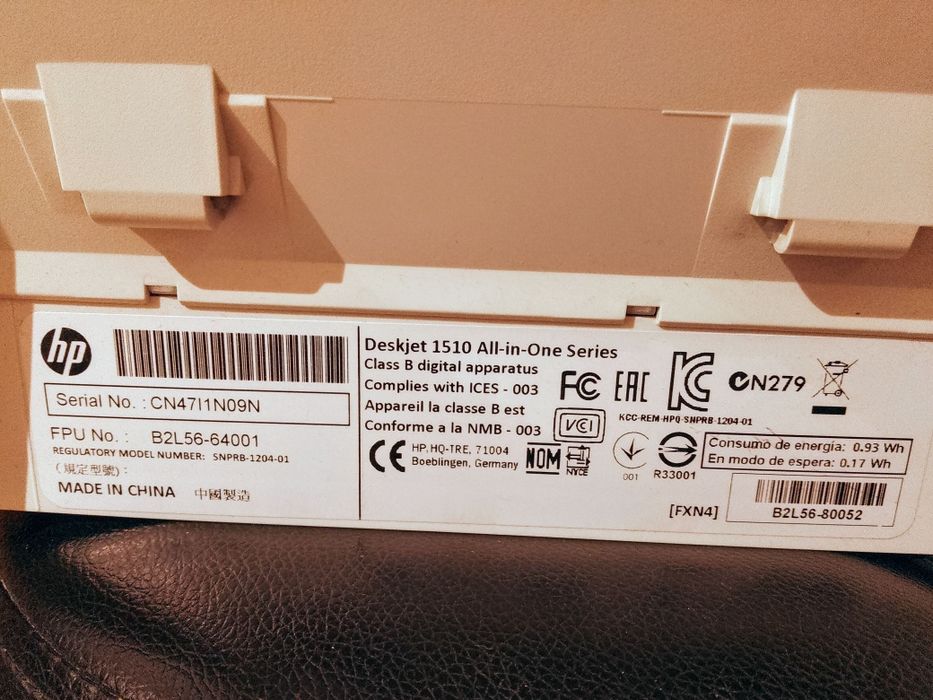 hp
Serial No. : CN47I1N09N
FPU No. : B2L56-64001
REGULATORY MODEL NUMBER: SNPRB-1204-01
(規定型號):
MADE IN CHINA 中國製造
Deskjet 1510 All-in-One Series
Class B digital apparatus
Complies with ICES - 003
Appareil la classe B est
Conforme a la NMB - 003
CE HP, HQ-TRE, 71004
Boeblingen, Germany
FC EAC KC N279
KCC-REM-HPQ-SNPRB-1204-01
VCI
NOM NYCE
001
R33001
Consumo de energía: 0.93 Wh
En modo de espera: 0.17 Wh
[FXN4]
B2L56-80052